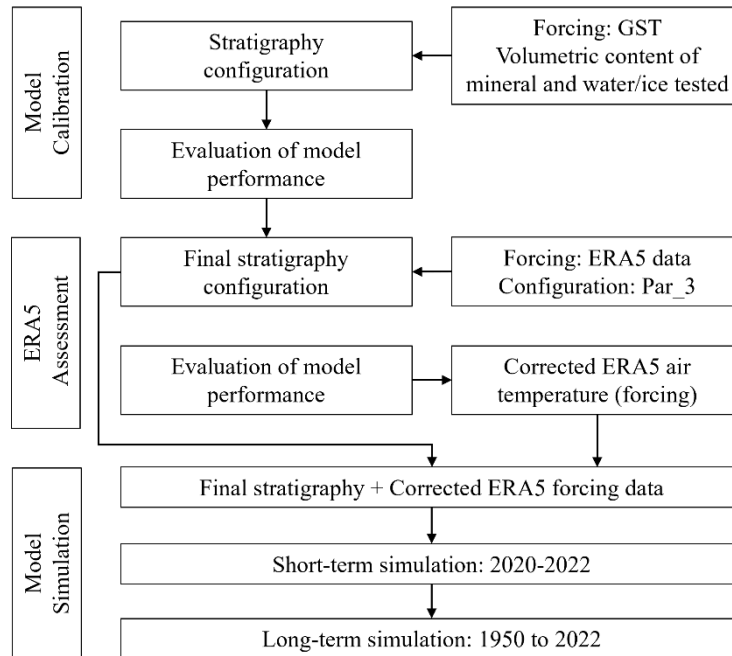 Model
Calibration
Stratigraphy
configuration
Forcing: GST
Volumetric content of
mineral and water/ice tested
Evaluation of model
performance
ERA5
Assessment
Final stratigraphy
configuration
Forcing: ERA5 data
Configuration: Par_3
Evaluation of model
performance
Corrected ERA5 air
temperature (forcing)
Model
Simulation
Final stratigraphy + Corrected ERA5 forcing data
Short-term simulation: 2020-2022
Long-term simulation: 1950 to 2022